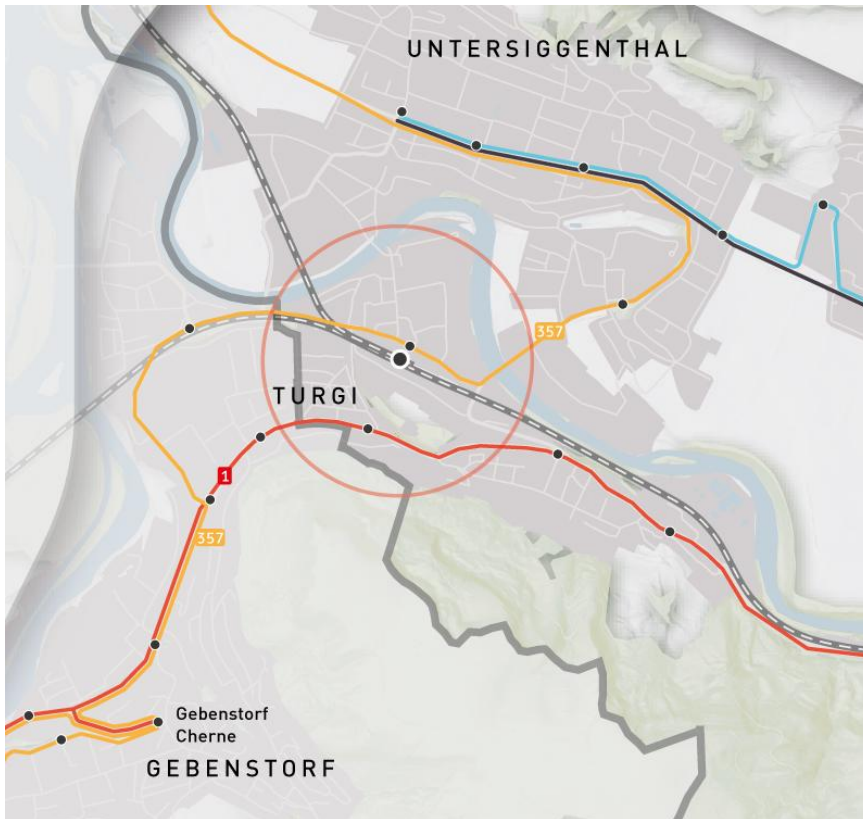 UNTERSIGGENTHAL
357
TURGI
1
357
Gebenstorf
Cherne
GEBENSTORF